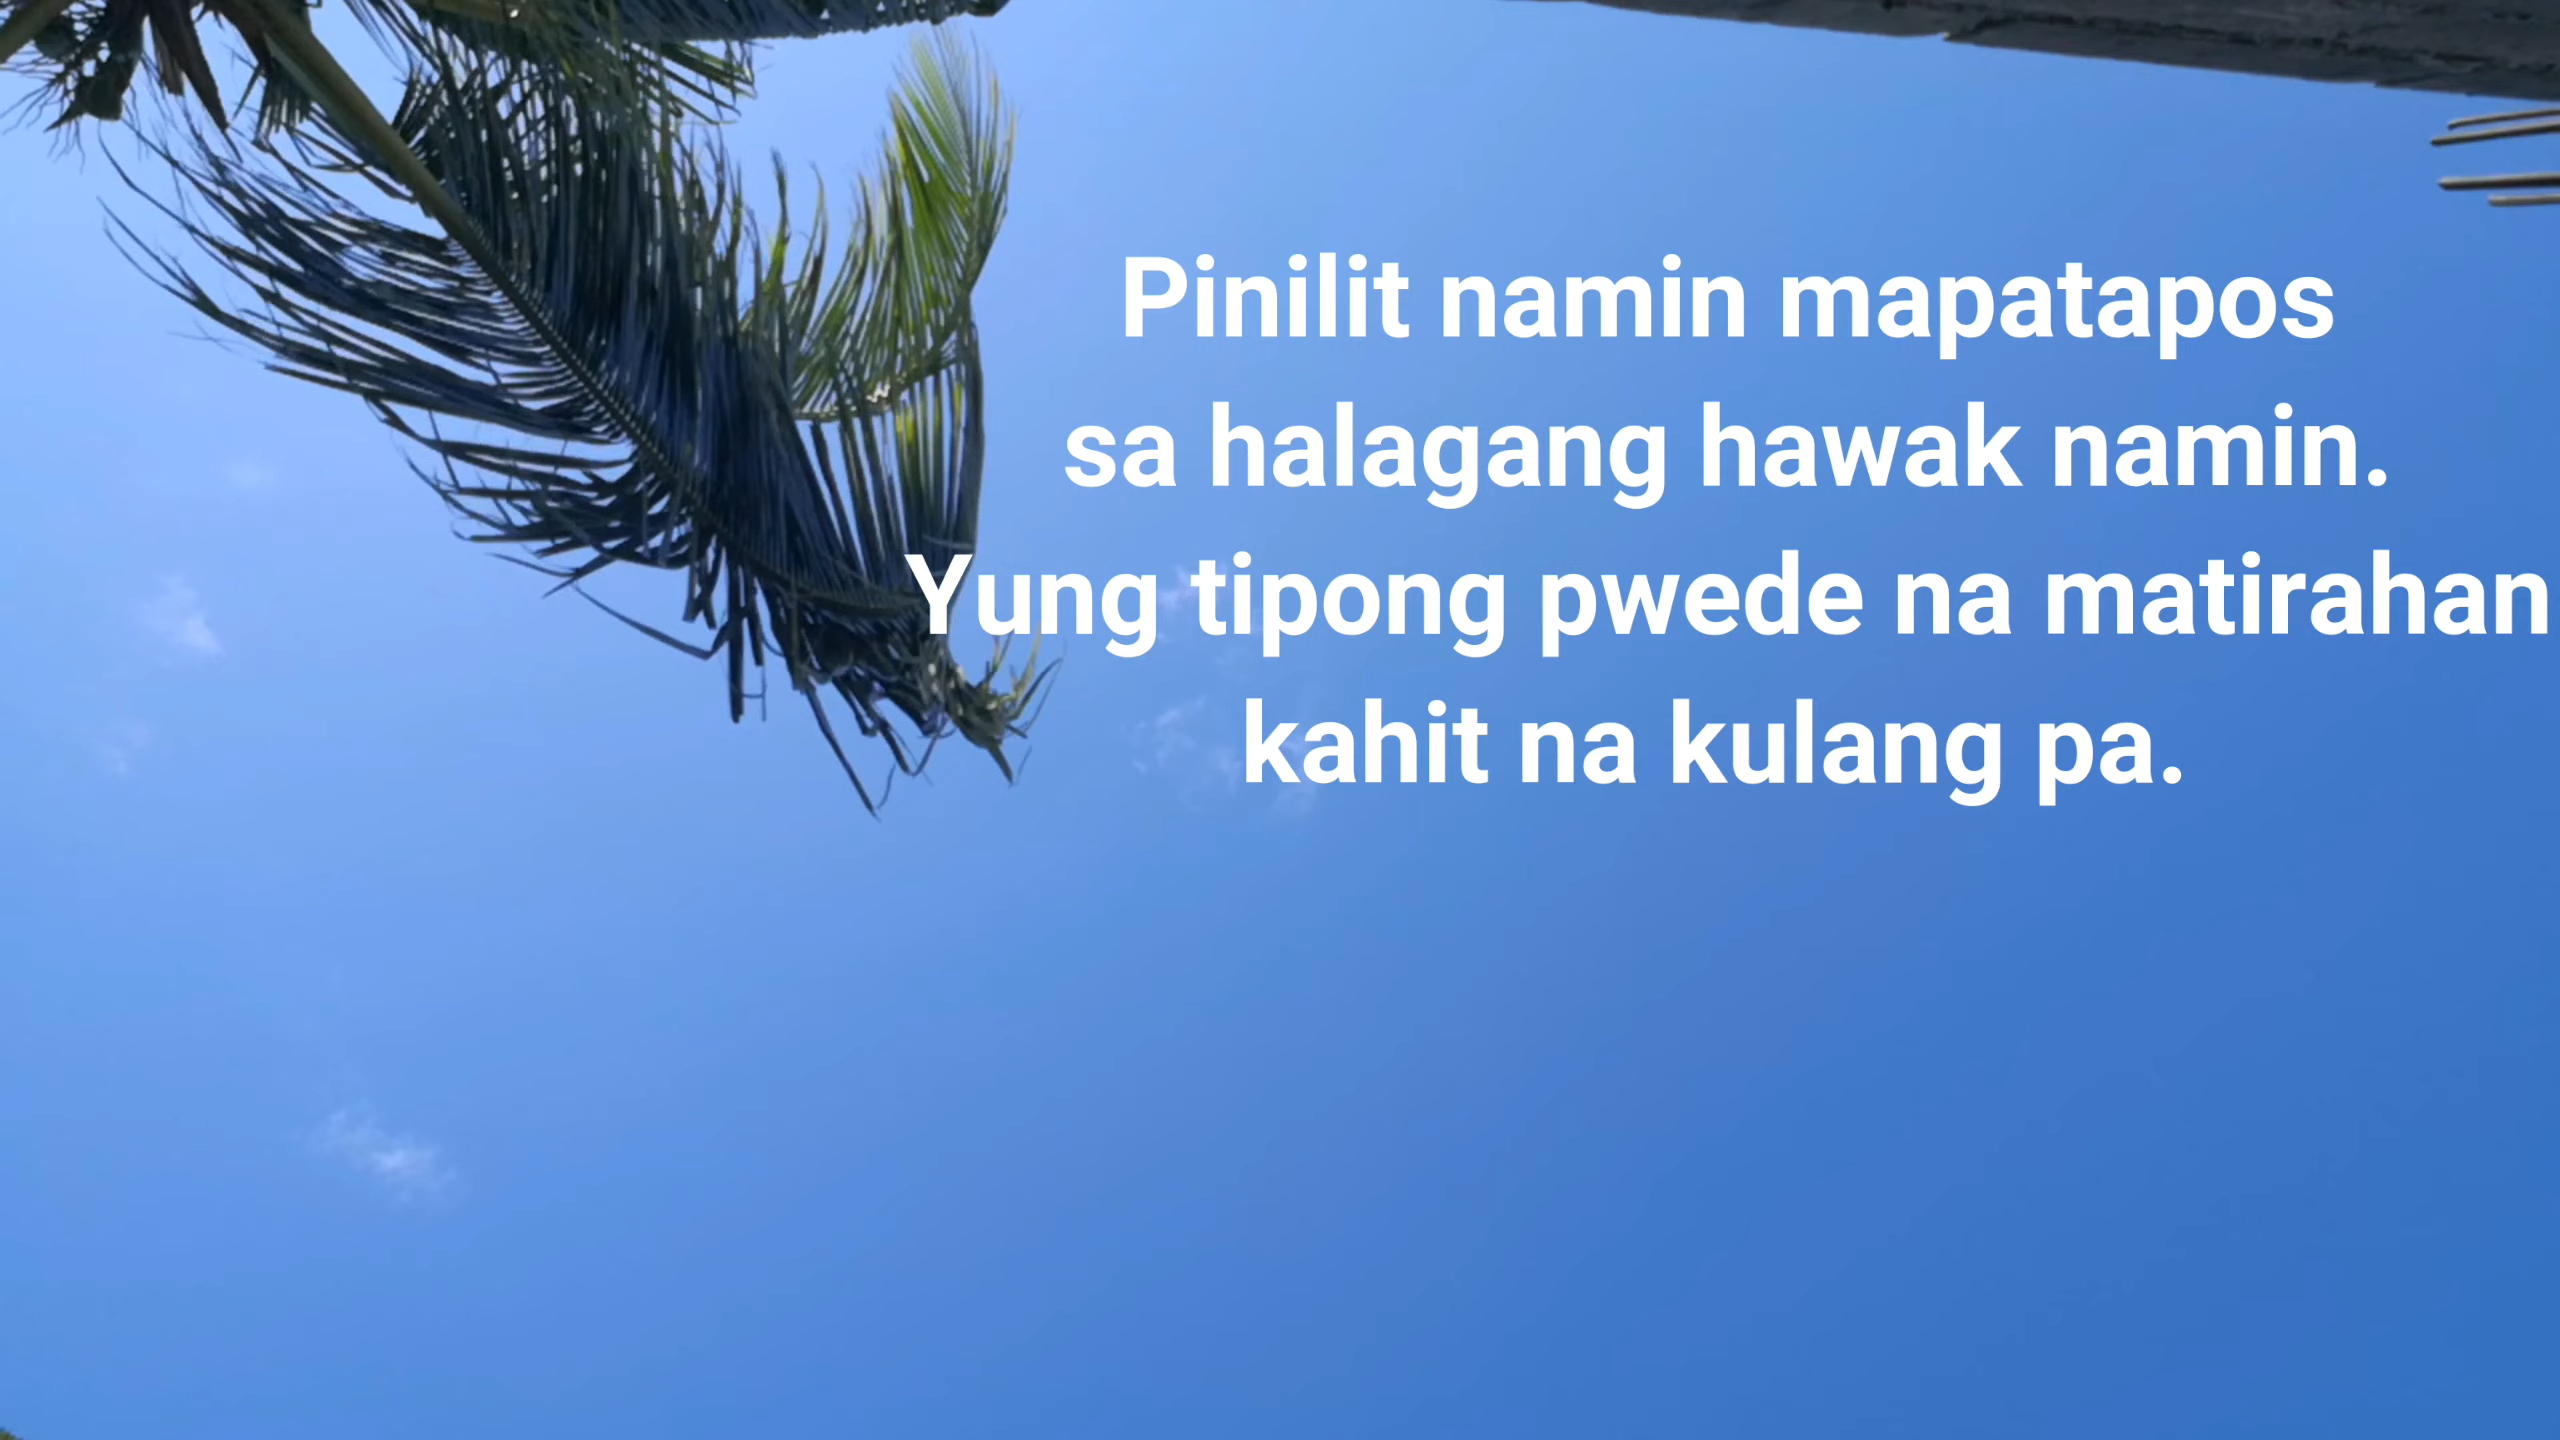 Pinilit namin mapatapos
sa halagang hawak namin.
Yung tipong pwede na matirahan
kahit na kulang pa.